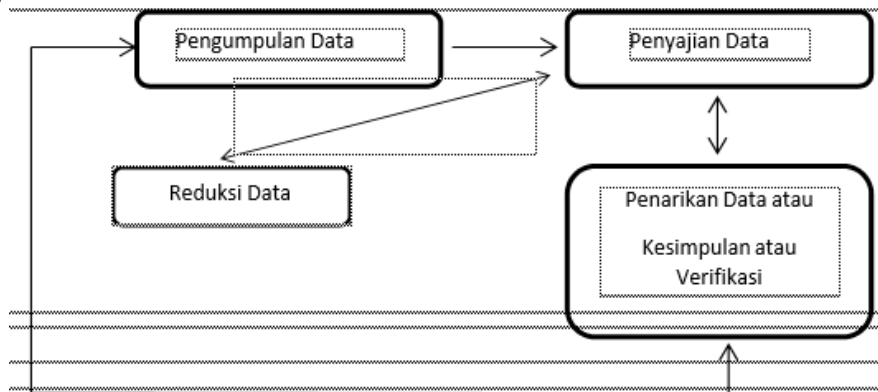 Pengumpulan Data
Penyajian Data
Reduksi Data
Penarikan Data atau
Kesimpulan atau
Verifikasi